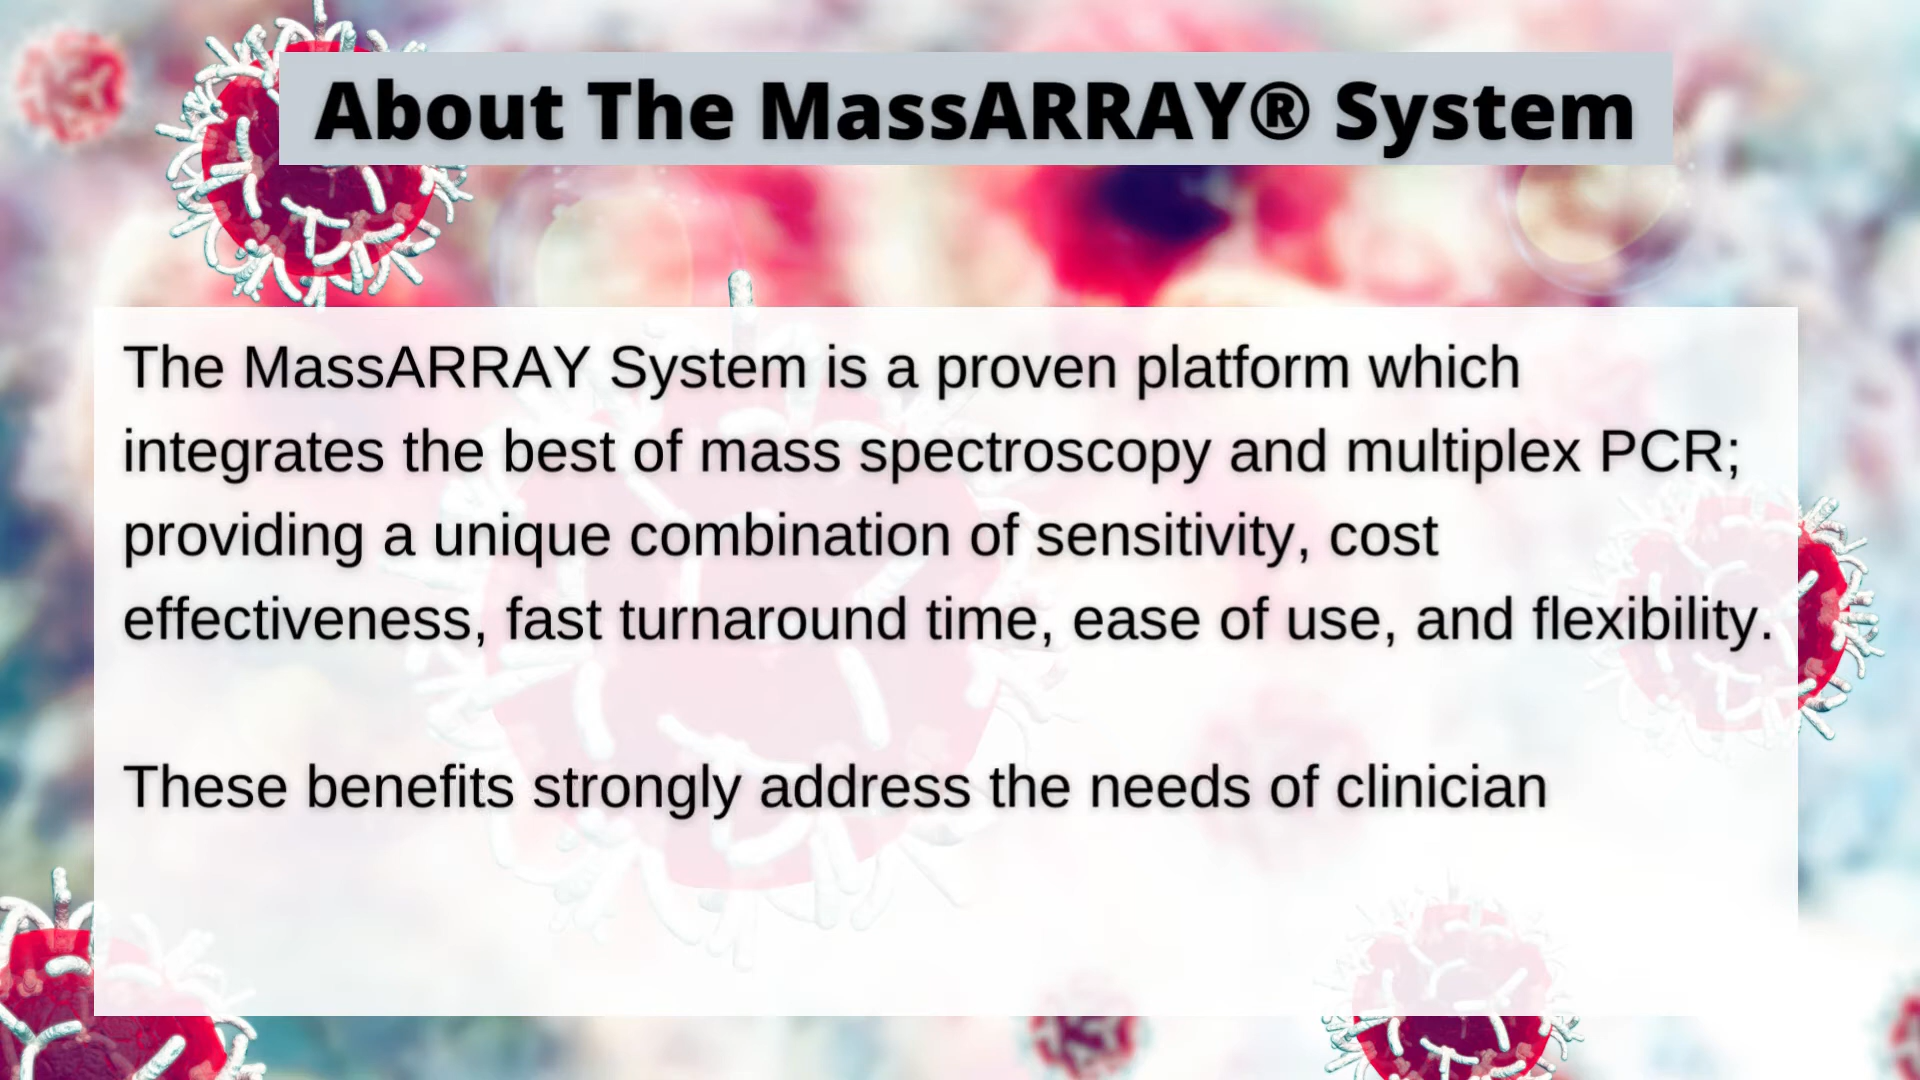 About The MassARRAY® System
The MassARRAY System is a proven platform which
integrates the best of mass spectroscopy and multiplex PCR;
providing a unique combination of sensitivity, cost
effectiveness, fast turnaround time, ease of use, and flexibility.
These benefits strongly address the needs of clinician